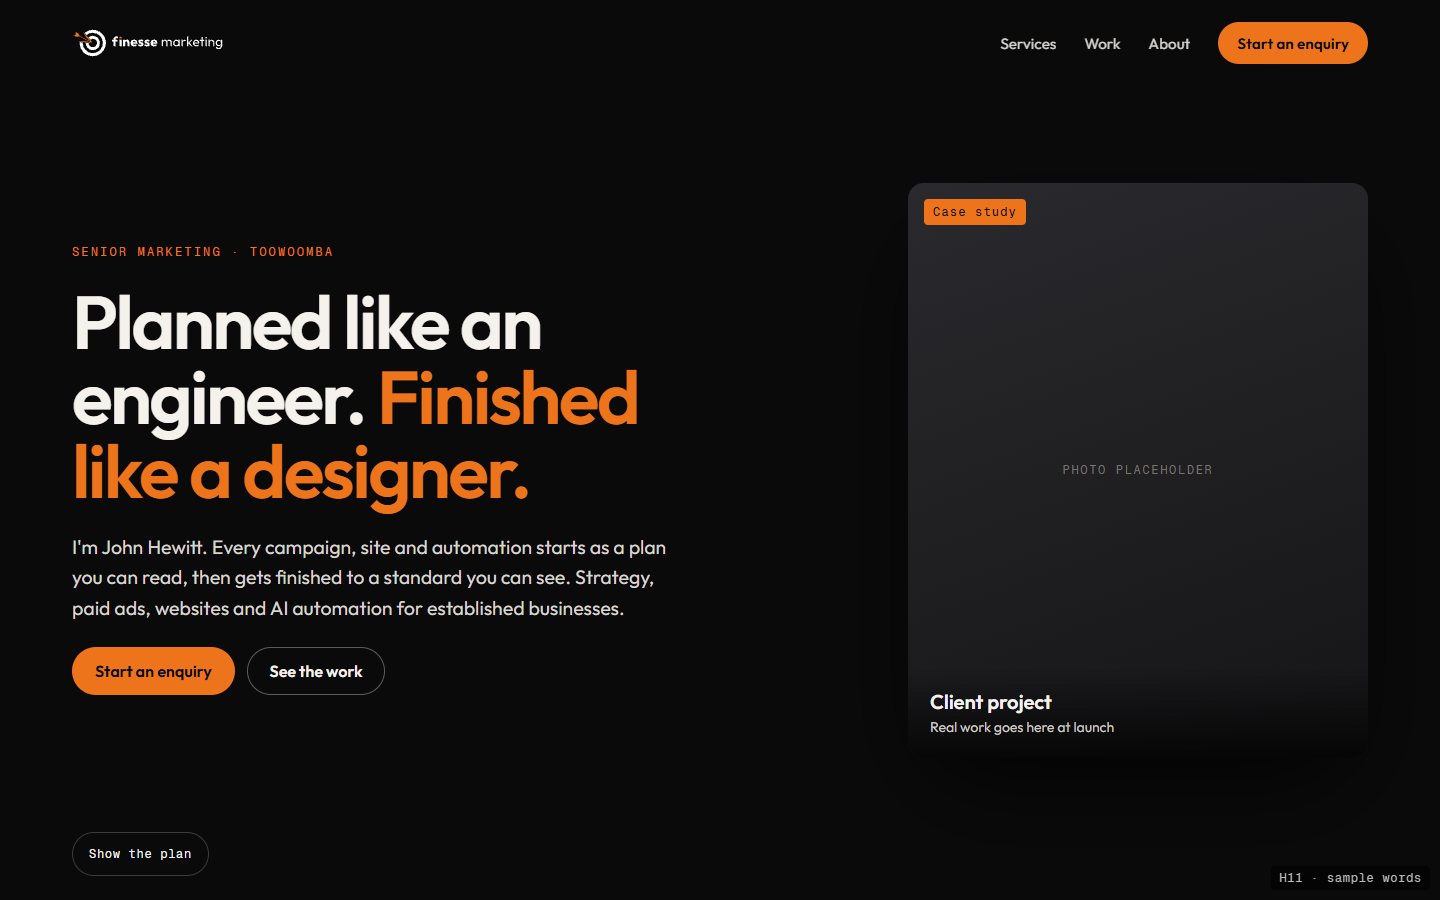 finesse marketing
Services
Work
About
Start an enquiry
SENIOR MARKETING · TOOWOOMBA
Planned like an
engineer. Finished
like a designer.
I'm John Hewitt. Every campaign, site and automation starts as a plan
you can read, then gets finished to a standard you can see. Strategy,
paid ads, websites and AI automation for established businesses.
Start an enquiry
See the work
Case study
PHOTO PLACEHOLDER
Client project
Real work goes here at launch
Show the plan
H11 · sample words